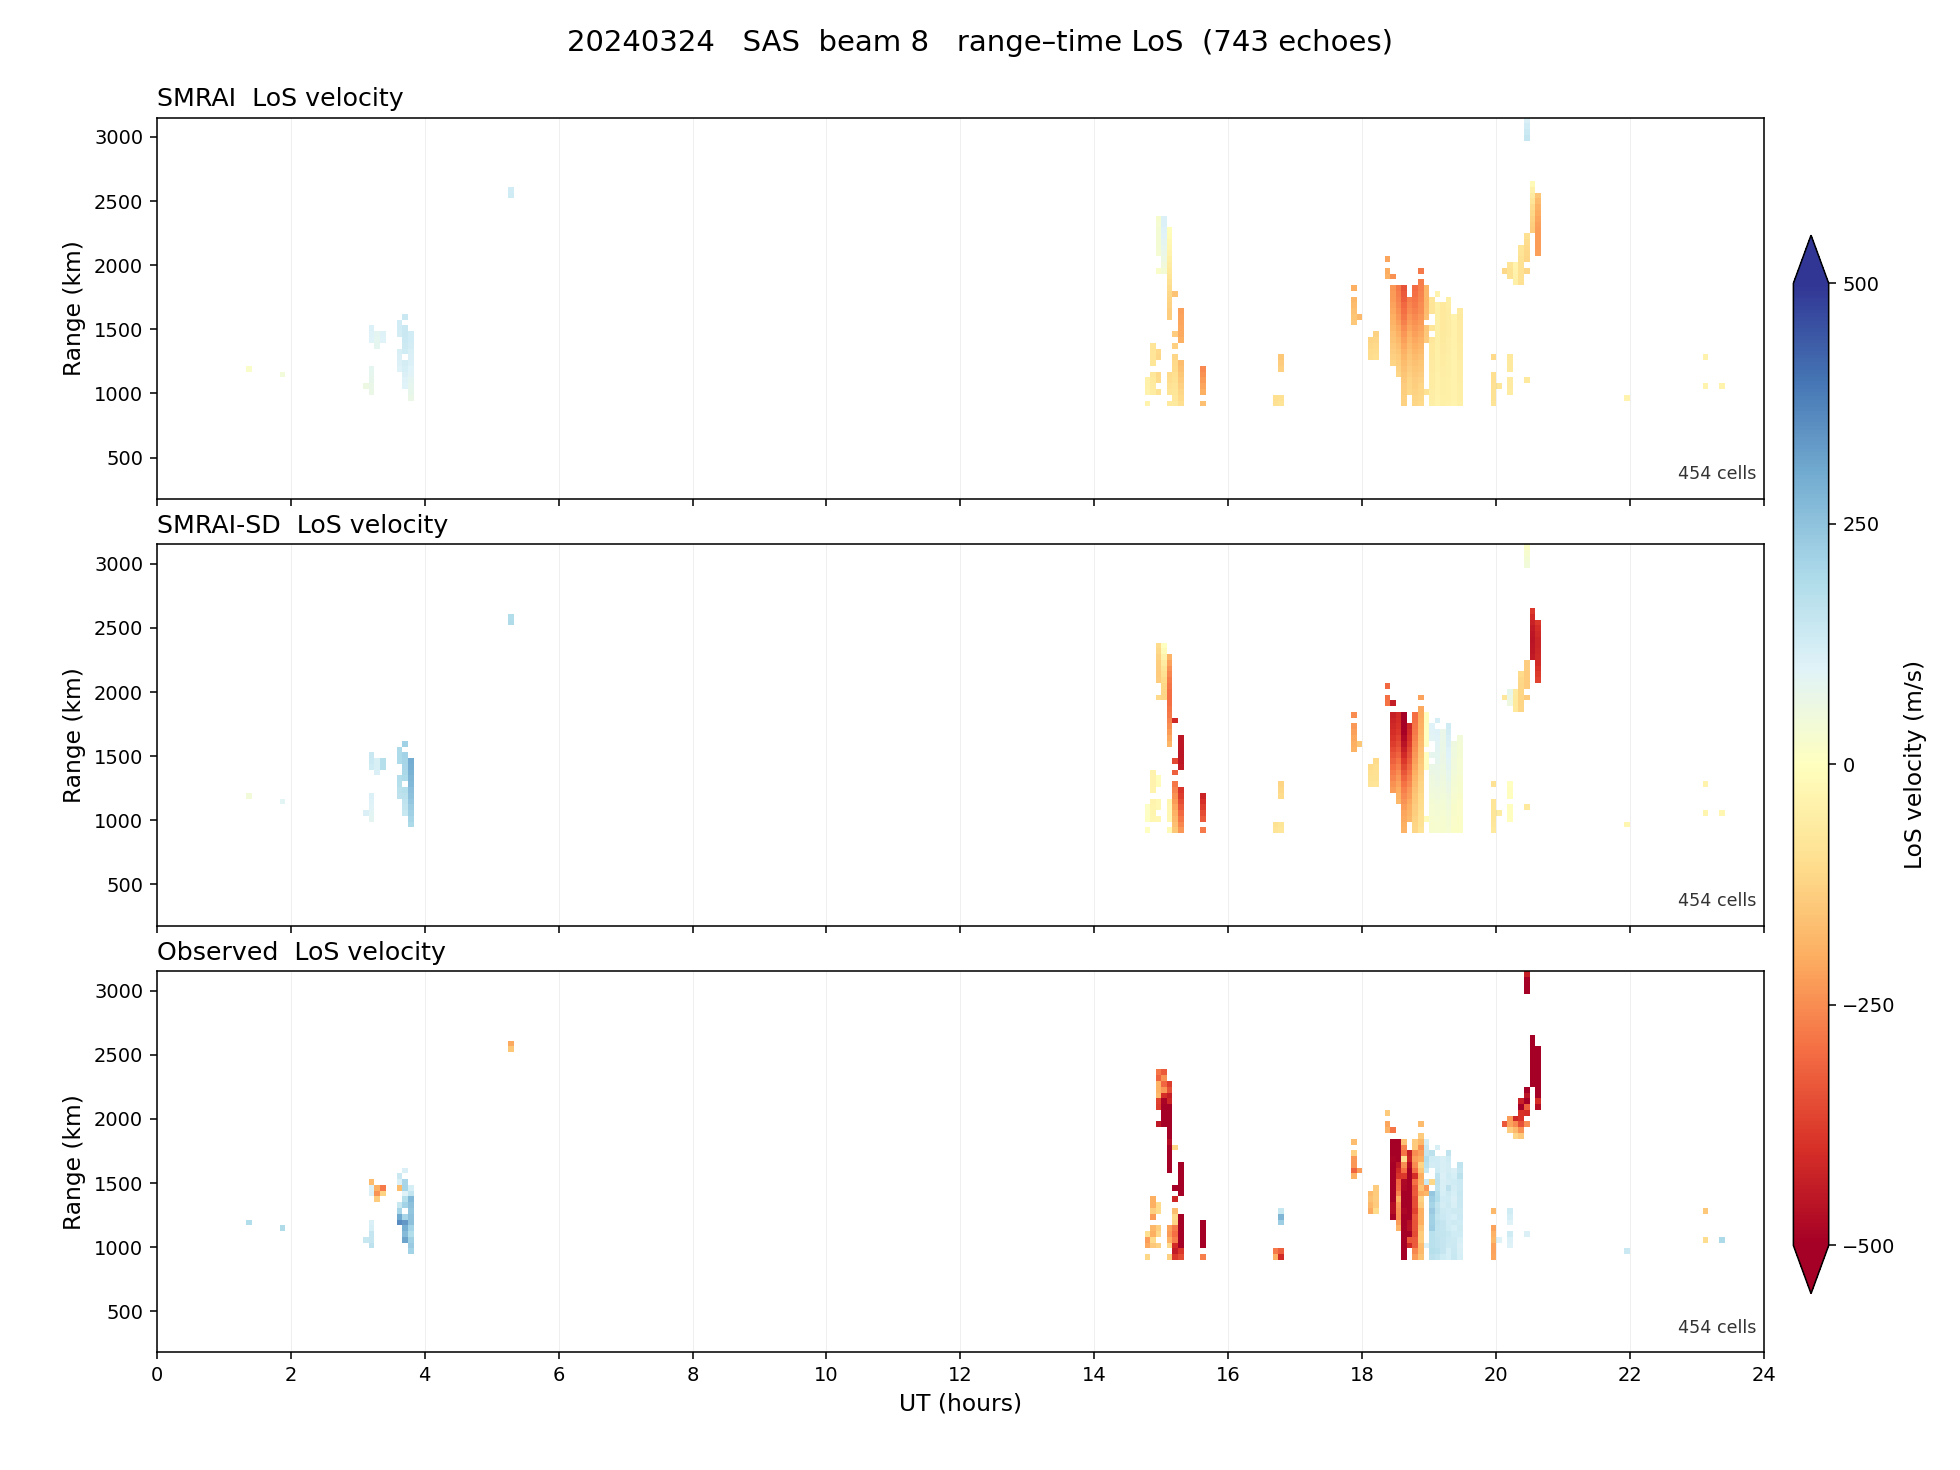 20240324   SAS  beam 8   range–time LoS  (743 echoes)
SMRAI  LoS velocity
3000
2500
2000
1500
1000
500
Range (km)
454 cells
SMRAI-SD  LoS velocity
3000
2500
2000
1500
1000
500
Range (km)
454 cells
Observed  LoS velocity
3000
2500
2000
1500
1000
500
Range (km)
454 cells
0 2 4 6 8 10 12 14 16 18 20 22 24
UT (hours)
500
250
0
−250
−500
LoS velocity (m/s)